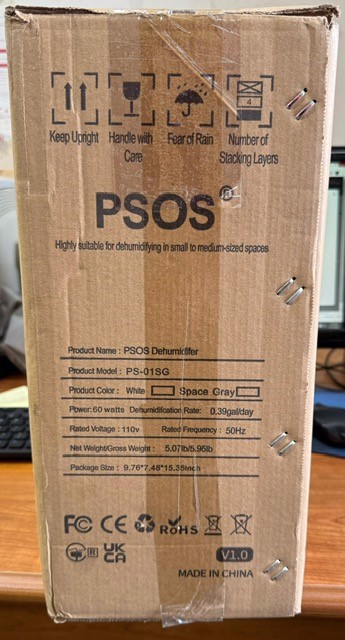 4
Keep Upright Handle with Care Fear of Rain Number of Stacking Layers
PSOS®
Highly suitable for dehumidifying in small to medium-sized spaces
Product Name : PSOS Dehumidifer
Product Model : PS-01SG
Product Color : White Space Gray
Power: 60 watts Dehumidification Rate: 0.39gal/day
Rated Voltage : 110v Rated Frequency : 50Hz
Net Weight/Gross Weight : 5.07lb/5.95lb
Package Size : 9.76*7.48*15.35inch
FC CE RoHS
UK
CA
V1.0
MADE IN CHINA